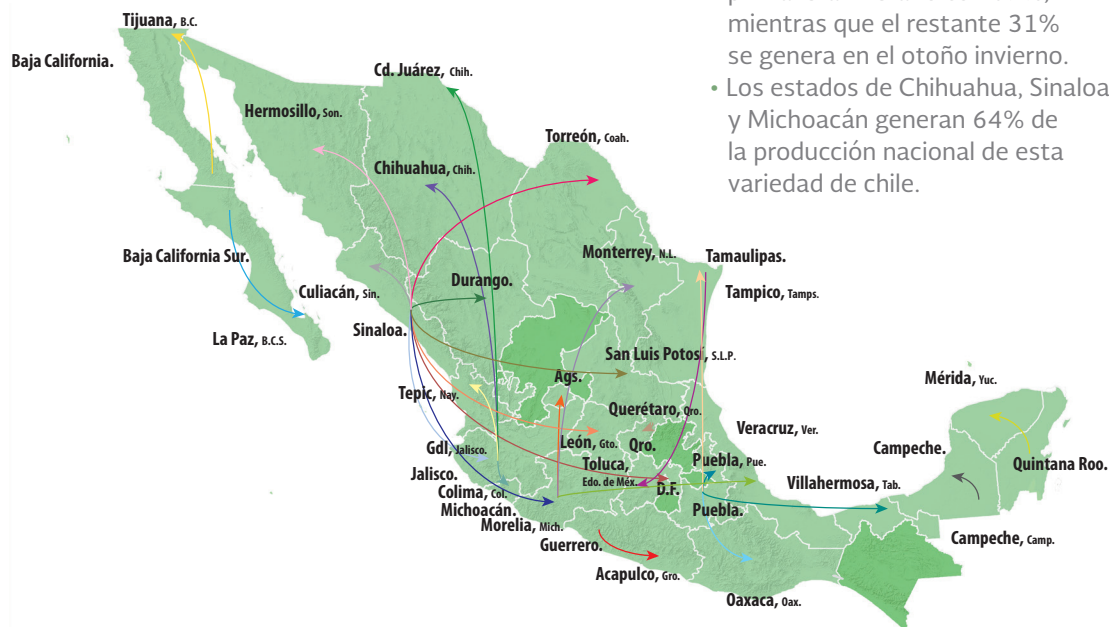 mientras que el restante 31%
se genera en el otoño invierno.
• Los estados de Chihuahua, Sinaloa
y Michoacán generan 64% de
la producción nacional de esta
variedad de chile.
Tijuana, B.C.
Baja California.
Cd. Juárez, Chih.
Hermosillo, Son.
Torreón, Coah.
Chihuahua, Chih.
Baja California Sur.
Monterrey, N.L.
Tamaulipas.
Durango.
Culiacán, Sin.
Tampico, Tamps.
La Paz, B.C.S.
Sinaloa.
San Luis Potosí, S.L.P.
Ags.
Mérida, Yuc.
Tepic, Nay.
Querétaro, Qro.
Veracruz, Ver.
León, Gto.
Qro.
Campeche.
Gdl, Jalisco.
Toluca,
Edo. de Méx.
Puebla, Pue.
Quintana Roo.
Jalisco.
Villahermosa, Tab.
Colima, Col.
D.F.
Michoacán.
Puebla.
Morelia, Mich.
Guerrero.
Campeche, Camp.
Acapulco, Gro.
Oaxaca, Oax.